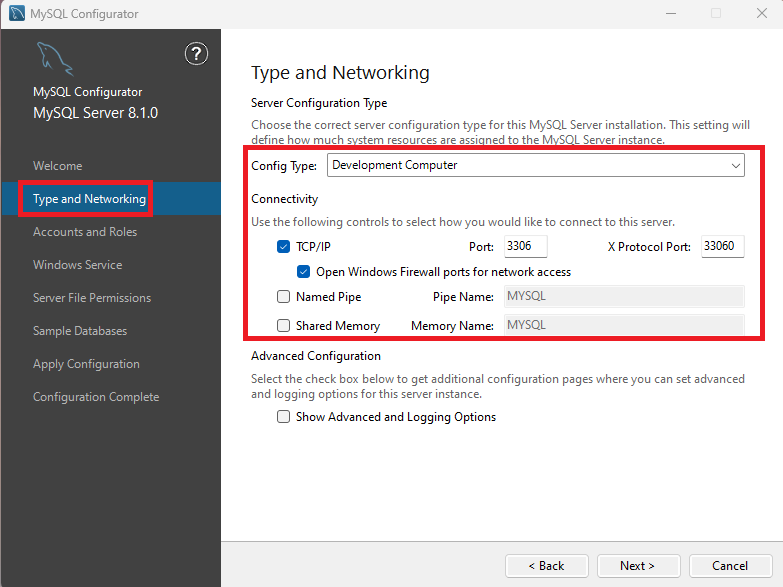 MySQL Configurator
?
MySQL Configurator
MySQL Server 8.1.0
Welcome
Type and Networking
Accounts and Roles
Windows Service
Server File Permissions
Sample Databases
Apply Configuration
Configuration Complete
Type and Networking
Server Configuration Type
Choose the correct server configuration type for this MySQL Server installation. This setting will
define how much system resources are assigned to the MySQL Server instance.
Config Type: Development Computer
Connectivity
Use the following controls to select how you would like to connect to this server.
TCP/IP Port: 3306 X Protocol Port: 33060
Open Windows Firewall ports for network access
Named Pipe Pipe Name: MYSQL
Shared Memory Memory Name: MYSQL
Advanced Configuration
Select the check box below to get additional configuration pages where you can set advanced
and logging options for this server instance.
Show Advanced and Logging Options
< Back Next > Cancel